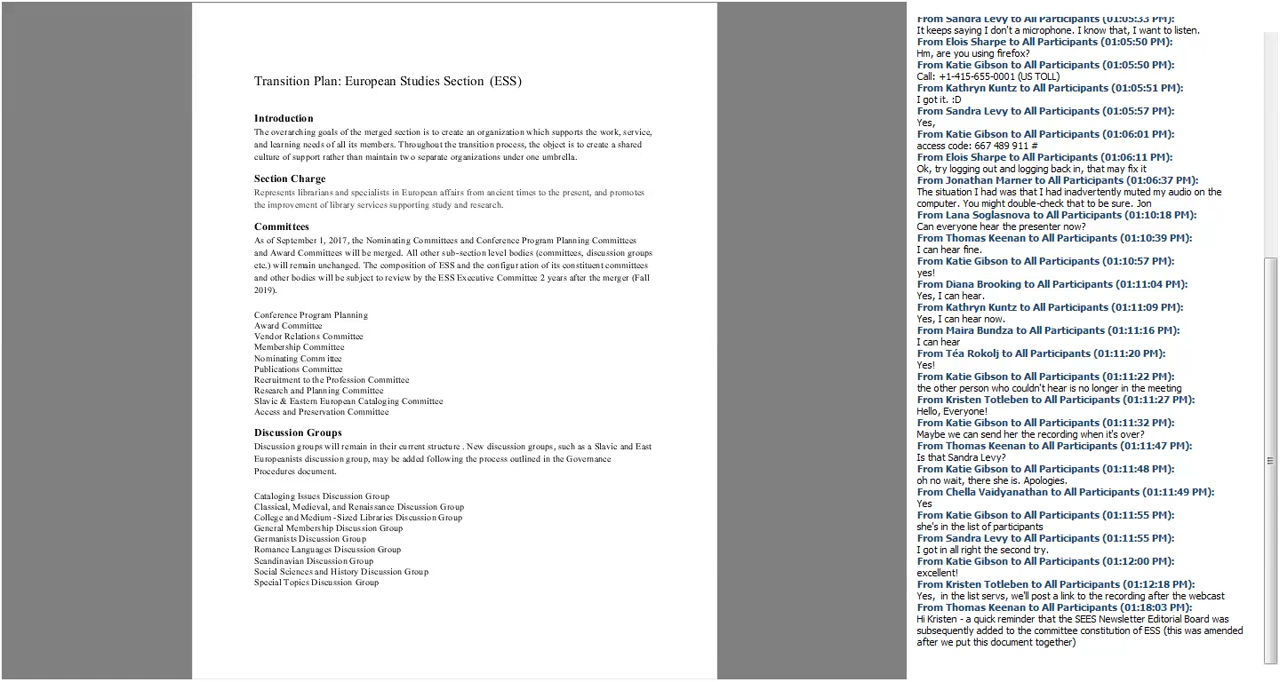 Transition Plan: European Studies Section (ESS)
Introduction
The overarching goals of the merged section is to create an organization which supports the work, service,
and learning needs of all its members. Throughout the transition process, the object is to create a shared
culture of support rather than maintain two separate organizations under one umbrella.
Section Charge
Represents librarians and specialists in European affairs from ancient times to the present, and promotes
the improvement of library services supporting study and research.
Committees
As of September 1, 2017, the Nominating Committees and Conference Program Planning Committees
and Award Committees will be merged. All other sub-section level bodies (committees, discussion groups
etc.) will remain unchanged. The composition of ESS and the configuration of its constituent committees
and other bodies will be subject to review by the ESS Executive Committee 2 years after the merger (Fall
2019).
Conference Program Planning
Award Committee
Vendor Relations Committee
Membership Committee
Nominating Committee
Publications Committee
Recruitment to the Profession Committee
Research and Planning Committee
Slavic & Eastern European Cataloging Committee
Access and Preservation Committee
Discussion Groups
Discussion groups will remain in their current structure. New discussion groups, such as a Slavic and East
Europeanists discussion group, may be added following the process outlined in the Governance
Procedures document.
Cataloging Issues Discussion Group
Classical, Medieval, and Renaissance Discussion Group
College and Medium-Sized Libraries Discussion Group
General Membership Discussion Group
Germanists Discussion Group
Romance Languages Discussion Group
Scandinavian Discussion Group
Social Sciences and History Discussion Group
Special Topics Discussion Group
From Sandra Levy to All Participants (01:05:33 PM):
It keeps saying I don't a microphone. I know that, I want to listen.
From Elois Sharpe to All Participants (01:05:50 PM):
Hm, are you using firefox?
From Katie Gibson to All Participants (01:05:50 PM):
Call: +1-415-655-0001 (US TOLL)
From Kathryn Kuntz to All Participants (01:05:51 PM):
I got it. :D
From Sandra Levy to All Participants (01:05:57 PM):
Yes,
From Katie Gibson to All Participants (01:06:01 PM):
access code: 667 489 911 #
From Elois Sharpe to All Participants (01:06:11 PM):
Ok, try logging out and logging back in, that may fix it
From Jonathan Marner to All Participants (01:06:37 PM):
The situation I had was that I had inadvertently muted my audio on the
computer. You might double-check that to be sure. Jon
From Lana Soglasnova to All Participants (01:10:18 PM):
Can everyone hear the presenter now?
From Thomas Keenan to All Participants (01:10:39 PM):
I can hear fine.
From Katie Gibson to All Participants (01:10:57 PM):
yes!
From Diana Brooking to All Participants (01:11:04 PM):
Yes, I can hear.
From Kathryn Kuntz to All Participants (01:11:09 PM):
Yes, I can hear now.
From Maira Bundza to All Participants (01:11:16 PM):
I can hear
From Téa Rokolj to All Participants (01:11:20 PM):
Yes!
From Katie Gibson to All Participants (01:11:22 PM):
the other person who couldn't hear is no longer in the meeting
From Kristen Totleben to All Participants (01:11:27 PM):
Hello, Everyone!
From Katie Gibson to All Participants (01:11:32 PM):
Maybe we can send her the recording when it's over?
From Thomas Keenan to All Participants (01:11:47 PM):
Is that Sandra Levy?
From Katie Gibson to All Participants (01:11:48 PM):
oh no wait, there she is. Apologies.
From Chella Vaidyanathan to All Participants (01:11:49 PM):
Yes
From Katie Gibson to All Participants (01:11:55 PM):
she's in the list of participants
From Sandra Levy to All Participants (01:11:55 PM):
I got in all right the second try.
From Katie Gibson to All Participants (01:12:00 PM):
excellent!
From Kristen Totleben to All Participants (01:12:18 PM):
Yes, in the list servs, we'll post a link to the recording after the webcast
From Thomas Keenan to All Participants (01:18:03 PM):
Hi Kristen - a quick reminder that the SEES Newsletter Editorial Board was
subsequently added to the committee constitution of ESS (this was amended
after we put this document together)